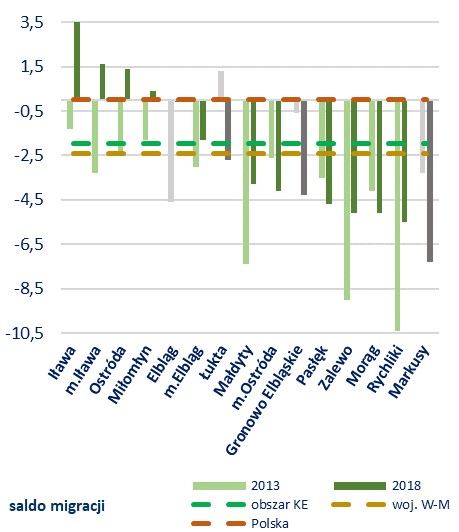 3,5
1,5
-0,5
-2,5
-4,5
-6,5
-8,5
-10,5
Iława
m.Iława
Ostróda
Miłomłyn
Elbląg
m.Elbląg
Łukta
Małdyty
m.Ostróda
Gronowo Elbląskie
Pasłęk
Zalewo
Morąg
Rychliki
Markusy
2013 2018
saldo migracji obszar KE woj. W-M
Polska